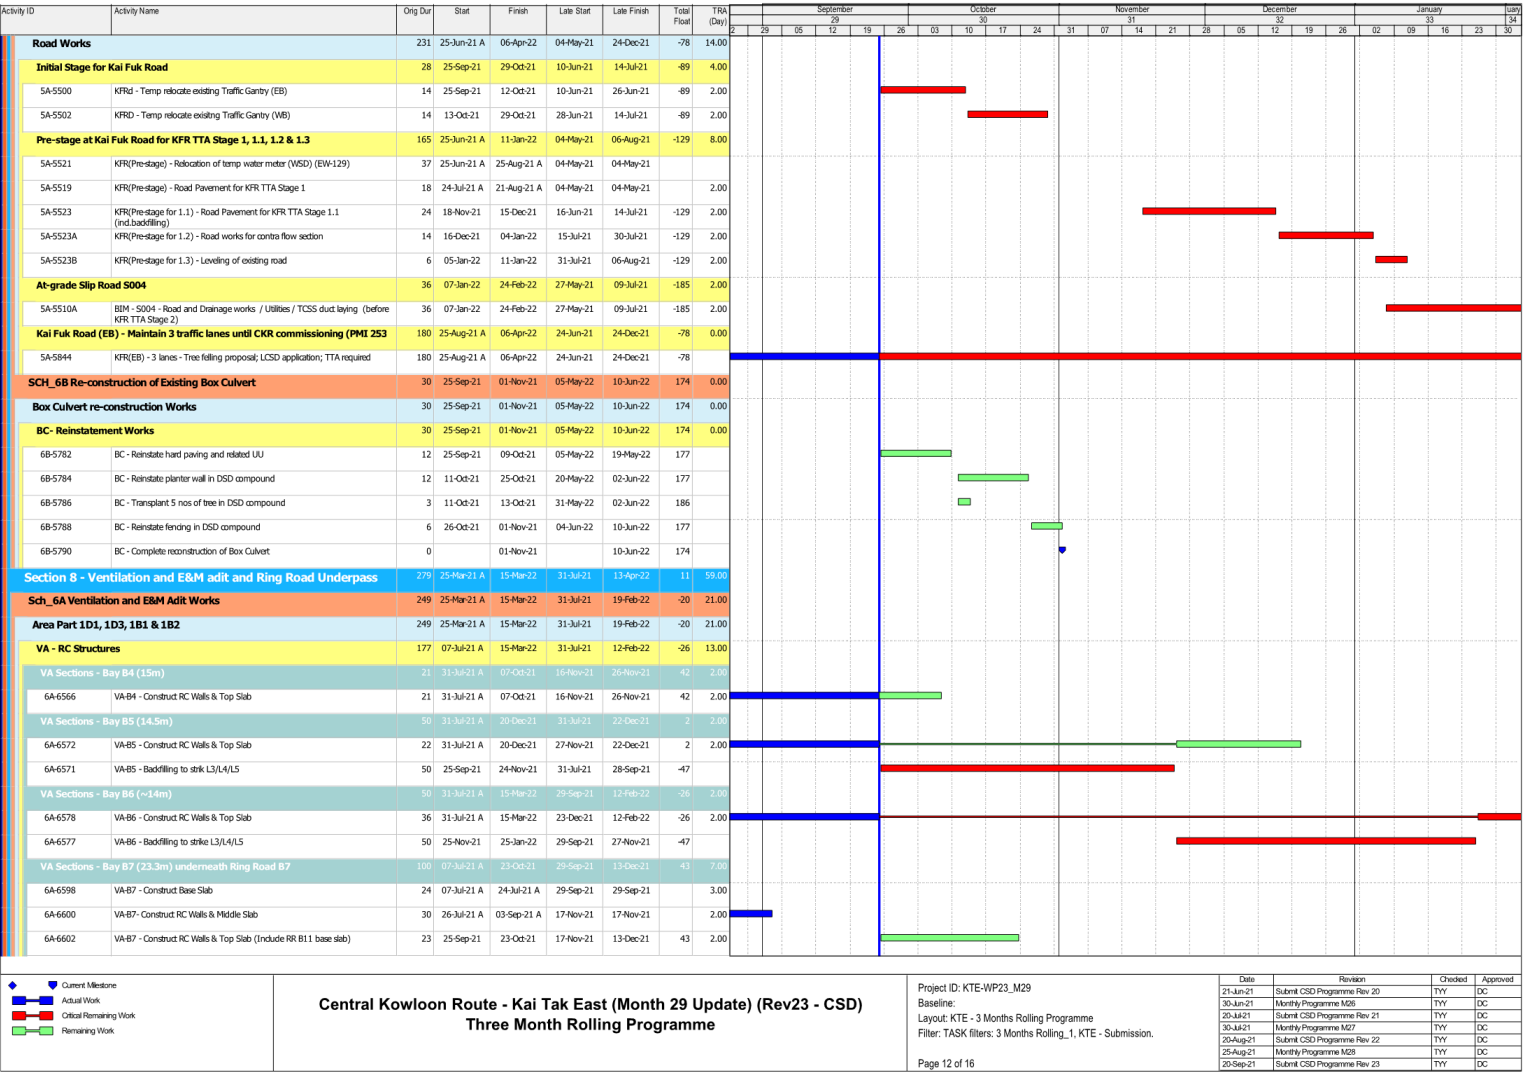 Activity ID Activity Name Orig Dur Start Finish Late Start Late Finish Total Float TRA (Day)
September October November December January uary
29 30 31 32 33 34
2 29 05 12 19 26 03 10 17 24 31 07 14 21 28 05 12 19 26 02 09 16 23 30
Road Works 231 25-Jun-21 A 06-Apr-22 04-May-21 24-Dec-21 -78 14.00
Initial Stage for Kai Fuk Road 28 25-Sep-21 29-Oct-21 10-Jun-21 14-Jul-21 -89 4.00
5A-5500 KFRd - Temp relocate existing Traffic Gantry (EB) 14 25-Sep-21 12-Oct-21 10-Jun-21 26-Jun-21 -89 2.00
5A-5502 KFRD - Temp relocate exisitng Traffic Gantry (WB) 14 13-Oct-21 29-Oct-21 28-Jun-21 14-Jul-21 -89 2.00
Pre-stage at Kai Fuk Road for KFR TTA Stage 1, 1.1, 1.2 & 1.3 165 25-Jun-21 A 11-Jan-22 04-May-21 06-Aug-21 -129 8.00
5A-5521 KFR(Pre-stage) - Relocation of temp water meter (WSD) (EW-129) 37 25-Jun-21 A 25-Aug-21 A 04-May-21 04-May-21
5A-5519 KFR(Pre-stage) - Road Pavement for KFR TTA Stage 1 18 24-Jul-21 A 21-Aug-21 A 04-May-21 04-May-21 2.00
5A-5523 KFR(Pre-stage for 1.1) - Road Pavement for KFR TTA Stage 1.1 24 18-Nov-21 15-Dec-21 16-Jun-21 14-Jul-21 -129 2.00
(ind.backfilling)
5A-5523A KFR(Pre-stage for 1.2) - Road works for contra flow section 14 16-Dec-21 04-Jan-22 15-Jul-21 30-Jul-21 -129 2.00
5A-5523B KFR(Pre-stage for 1.3) - Leveling of existing road 6 05-Jan-22 11-Jan-22 31-Jul-21 06-Aug-21 -129 2.00
At-grade Slip Road S004 36 07-Jan-22 24-Feb-22 27-May-21 09-Jul-21 -185 2.00
5A-5510A BIM - S004 - Road and Drainage works / Utilities / TCSS duct laying (before 36 07-Jan-22 24-Feb-22 27-May-21 09-Jul-21 -185 2.00
KFR TTA Stage 2)
Kai Fuk Road (EB) - Maintain 3 traffic lanes until CKR commissioning (PMI 253 180 25-Aug-21 A 06-Apr-22 24-Jun-21 24-Dec-21 -78 0.00
5A-5844 KFR(EB) - 3 lanes - Tree felling proposal; LCSD application; TTA required 180 25-Aug-21 A 06-Apr-22 24-Jun-21 24-Dec-21 -78
SCH_6B Re-construction of Existing Box Culvert 30 25-Sep-21 01-Nov-21 05-May-22 10-Jun-22 174 0.00
Box Culvert re-construction Works 30 25-Sep-21 01-Nov-21 05-May-22 10-Jun-22 174 0.00
BC- Reinstatement Works 30 25-Sep-21 01-Nov-21 05-May-22 10-Jun-22 174 0.00
6B-5782 BC - Reinstate hard paving and related UU 12 25-Sep-21 09-Oct-21 05-May-22 19-May-22 177
6B-5784 BC - Reinstate planter wall in DSD compound 12 11-Oct-21 25-Oct-21 20-May-22 02-Jun-22 177
6B-5786 BC - Transplant 5 nos of tree in DSD compound 3 11-Oct-21 13-Oct-21 31-May-22 02-Jun-22 186
6B-5788 BC - Reinstate fencing in DSD compound 6 26-Oct-21 01-Nov-21 04-Jun-22 10-Jun-22 177
6B-5790 BC - Complete reconstruction of Box Culvert 0 01-Nov-21 10-Jun-22 174
Section 8 - Ventilation and E&M adit and Ring Road Underpass 279 25-Mar-21 A 15-Mar-22 31-Jul-21 13-Apr-22 11 59.00
Sch_6A Ventilation and E&M Adit Works 249 25-Mar-21 A 15-Mar-22 31-Jul-21 19-Feb-22 -20 21.00
Area Part 1D1, 1D3, 1B1 & 1B2 249 25-Mar-21 A 15-Mar-22 31-Jul-21 19-Feb-22 -20 21.00
VA - RC Structures 177 07-Jul-21 A 15-Mar-22 31-Jul-21 12-Feb-22 -26 13.00
VA Sections - Bay B4 (15m) 21 31-Jul-21 A 07-Oct-21 16-Nov-21 26-Nov-21 42 2.00
6A-6566 VA-B4 - Construct RC Walls & Top Slab 21 31-Jul-21 A 07-Oct-21 16-Nov-21 26-Nov-21 42 2.00
VA Sections - Bay B5 (14.5m) 50 31-Jul-21 A 20-Dec-21 31-Jul-21 22-Dec-21 2 2.00
6A-6572 VA-B5 - Construct RC Walls & Top Slab 22 31-Jul-21 A 20-Dec-21 27-Nov-21 22-Dec-21 2 2.00
6A-6571 VA-B5 - Backfilling to strik L3/L4/L5 50 25-Sep-21 24-Nov-21 31-Jul-21 28-Sep-21 -47
VA Sections - Bay B6 (~14m) 50 31-Jul-21 A 15-Mar-22 29-Sep-21 12-Feb-22 -26 2.00
6A-6578 VA-B6 - Construct RC Walls & Top Slab 36 31-Jul-21 A 15-Mar-22 23-Dec-21 12-Feb-22 -26 2.00
6A-6577 VA-B6 - Backfilling to strike L3/L4/L5 50 25-Nov-21 25-Jan-22 29-Sep-21 27-Nov-21 -47
VA Sections - Bay B7 (23.3m) underneath Ring Road B7 100 07-Jul-21 A 23-Oct-21 29-Sep-21 13-Dec-21 43 7.00
6A-6598 VA-B7 - Construct Base Slab 24 07-Jul-21 A 24-Jul-21 A 29-Sep-21 29-Sep-21 3.00
6A-6600 VA-B7- Construct RC Walls & Middle Slab 30 26-Jul-21 A 03-Sep-21 A 17-Nov-21 17-Nov-21 2.00
6A-6602 VA-B7 - Construct RC Walls & Top Slab (Include RR B11 base slab) 23 25-Sep-21 23-Oct-21 17-Nov-21 13-Dec-21 43 2.00
Current Milestone
Actual Work
Critical Remaining Work
Remaining Work
Central Kowloon Route - Kai Tak East (Month 29 Update) (Rev23 - CSD)
Three Month Rolling Programme
Project ID: KTE-WP23_M29
Baseline:
Layout: KTE - 3 Months Rolling Programme
Filter: TASK filters: 3 Months Rolling_1, KTE - Submission.
Page 12 of 16
Date Revision Checked Approved
21-Jun-21 Submit CSD Programme Rev 20 TYY DC
30-Jun-21 Monthly Programme M26 TYY DC
20-Jul-21 Submit CSD Programme Rev 21 TYY DC
30-Jul-21 Monthly Programme M27 TYY DC
20-Aug-21 Submit CSD Programme Rev 22 TYY DC
25-Aug-21 Monthly Programme M28 TYY DC
20-Sep-21 Submit CSD Programme Rev 23 TYY DC